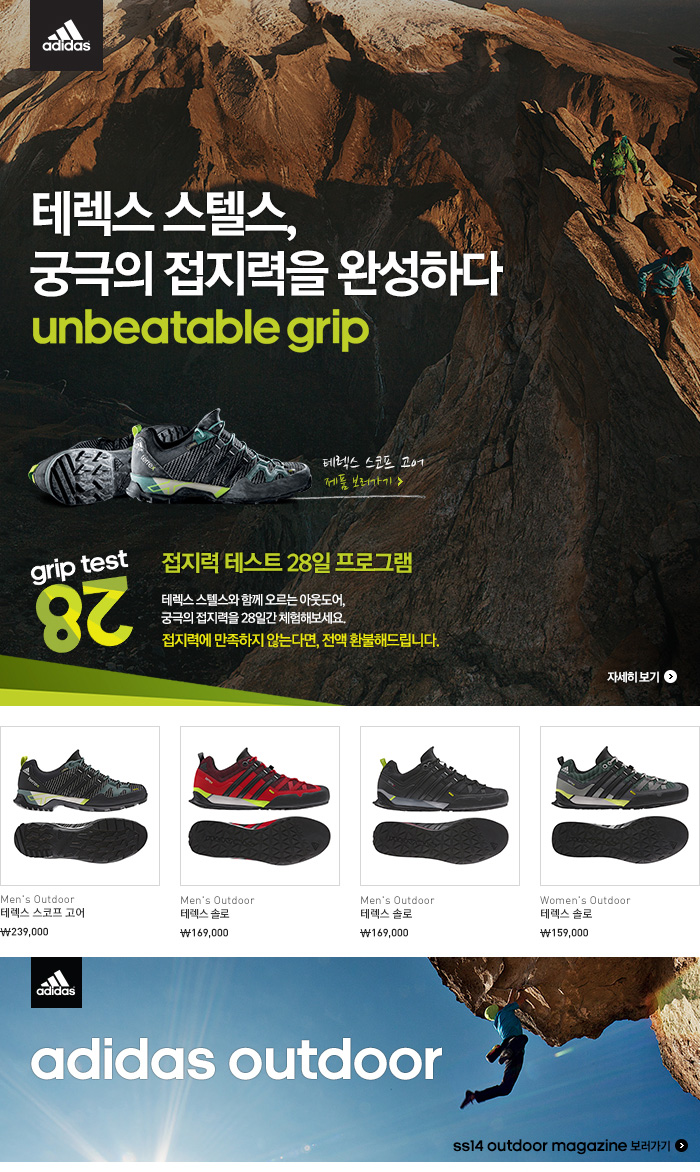 adidas
테렉스 스텔스,
궁극의 접지력을 완성하다
unbeatable grip
terrex
테렉스 스코프 고어
제품 보러가기 >
grip test
28
접지력 테스트 28일 프로그램
테렉스 스텔스와 함께 오르는 아웃도어,
궁극의 접지력을 28일간 체험해보세요.
접지력에 만족하지 않는다면, 전액 환불해드립니다.
자세히 보기
Men's Outdoor
테렉스 스코프 고어
₩239,000
Men's Outdoor
테렉스 솔로
₩169,000
Men's Outdoor
테렉스 솔로
₩169,000
Women's Outdoor
테렉스 솔로
₩159,000
adidas
adidas outdoor
ss14 outdoor magazine 보러가기